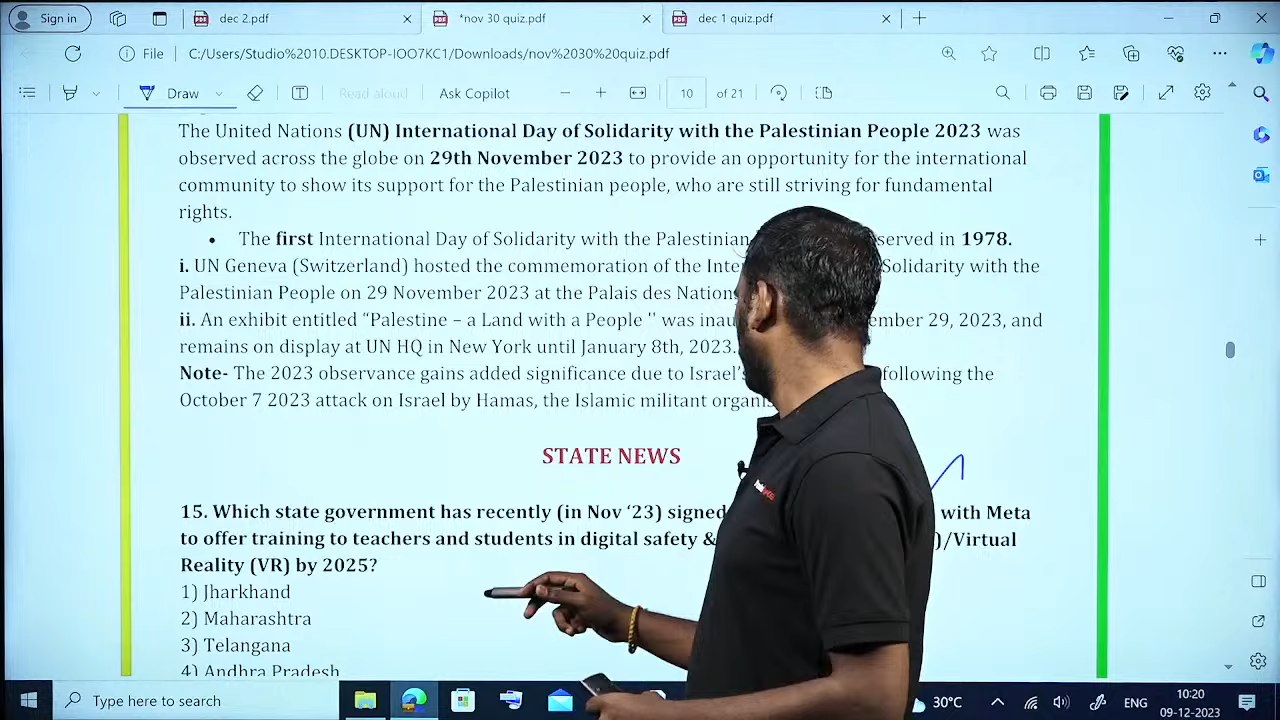 Sign in
dec 2.pdf
*nov 30 quiz.pdf
dec 1 quiz.pdf
File
C:/Users/Studio%2010.DESKTOP-IOO7KC1/Downloads/nov%2030%20quiz.pdf
Draw
Read aloud
Ask Copilot
10
of 21
The United Nations (UN) International Day of Solidarity with the Palestinian People 2023 was
observed across the globe on 29th November 2023 to provide an opportunity for the international
community to show its support for the Palestinian people, who are still striving for fundamental
rights.
• The first International Day of Solidarity with the Palestinian served in 1978.
i. UN Geneva (Switzerland) hosted the commemoration of the Solidarity with the
Palestinian People on 29 November 2023 at the Palais des Nations
ii. An exhibit entitled “Palestine – a Land with a People '' was ember 29, 2023, and
remains on display at UN HQ in New York until January 8th, 2023.
Note- The 2023 observance gains added significance due to Israel's following the
October 7 2023 attack on Israel by Hamas, the Islamic militant
STATE NEWS
15. Which state government has recently (in Nov ‘23) signed with Meta
to offer training to teachers and students in digital safety & )/Virtual
Reality (VR) by 2025?
1) Jharkhand
2) Maharashtra
3) Telangana
4) Andhra Pradesh
Type here to search
30°C
ENG
10:20
09-12-2023